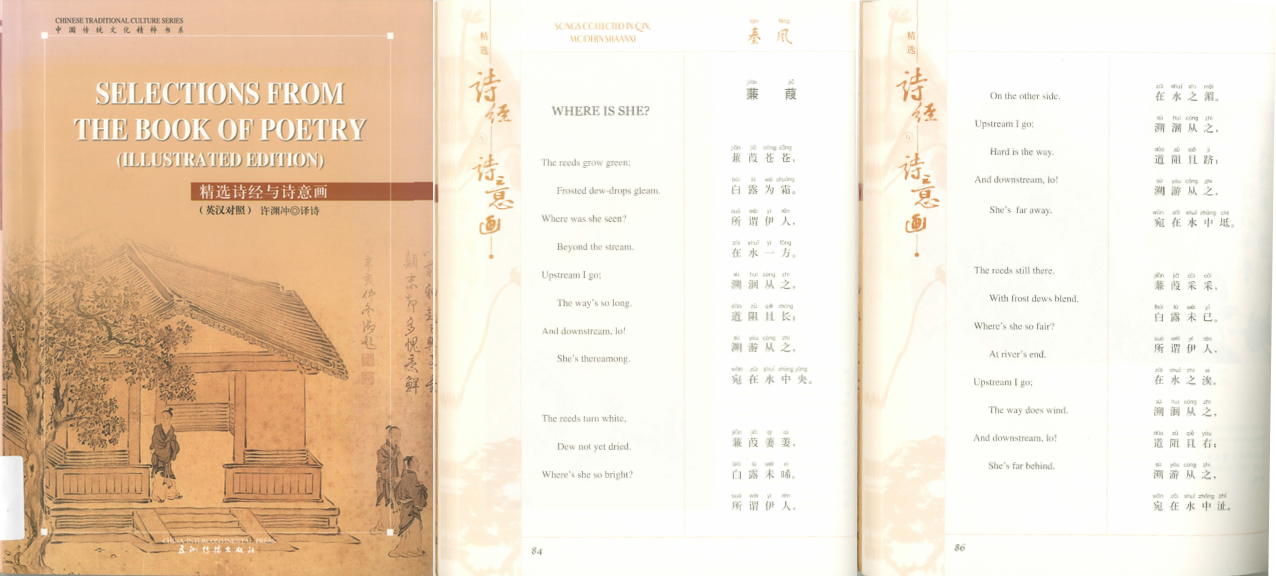 CHINESE TRADITIONAL CULTURE SERIES
中国传统文化精粹书系
SELECTIONS FROM
THE BOOK OF POETRY
(ILLUSTRATED EDITION)
精选诗经与诗意画
(英汉对照) 许渊冲◎译诗
CHINA INTERCONTINENTAL PRESS
五洲传播出版社
精选
诗经
与
诗意画
SONGS COLLECTED IN QIN,
MODERN SHAANXI
WHERE IS SHE?
The reeds grow green;
Frosted dew-drops gleam.
Where was she seen?
Beyond the stream.
Upstream I go;
The way's so long.
And downstream, lo!
She's thereamong.
The reeds turn white,
Dew not yet dried.
Where's she so bright?
84
qín fēng
秦风
jiān jiā
蒹葭
jiān jiā cāng cāng
蒹葭苍苍，
bái lù wéi shuāng
白露为霜。
suǒ wèi yī rén
所谓伊人，
zài shuǐ yì fāng
在水一方。
sù huí cóng zhī
溯洄从之，
dào zǔ qiě cháng
道阻且长；
sù yóu cóng zhī
溯游从之，
wǎn zài shuǐ zhōng yāng
宛在水中央。
jiān jiā qī qī
蒹葭萋萋，
bái lù wèi xī
白露未晞。
suǒ wèi yī rén
所谓伊人，
精选
诗经
与
诗意画
On the other side.
Upstream I go;
Hard is the way.
And downstream, lo!
She's far away.
The reeds still there,
With frost dews blend.
Where's she so fair?
At river's end.
Upstream I go;
The way does wind.
And downstream, lo!
She's far behind.
86
zài shuǐ zhī méi
在水之湄。
sù huí cóng zhī
溯洄从之，
dào zǔ qiě jī
道阻且跻；
sù yóu cóng zhī
溯游从之，
wǎn zài shuǐ zhōng chí
宛在水中坻。
jiān jiā cǎi cǎi
蒹葭采采，
bái lù wèi yǐ
白露未已。
suǒ wèi yī rén
所谓伊人，
zài shuǐ zhī sì
在水之涘。
sù huí cóng zhī
溯洄从之，
dào zǔ qiě yòu
道阻且右；
sù yóu cóng zhī
溯游从之，
wǎn zài shuǐ zhōng zhǐ
宛在水中沚。